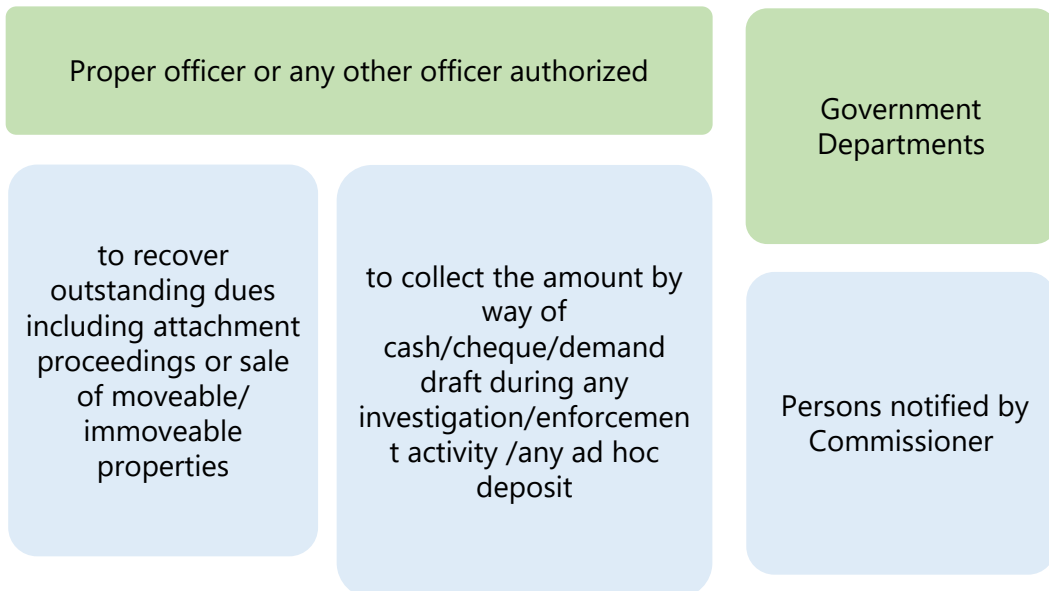 Proper officer or any other officer authorized
to recover
outstanding dues
including attachment
proceedings or sale
of moveable/
immoveable
properties
to collect the amount by
way of
cash/cheque/demand
draft during any
investigation/enforcemen
t activity /any ad hoc
deposit
Government
Departments
Persons notified by
Commissioner